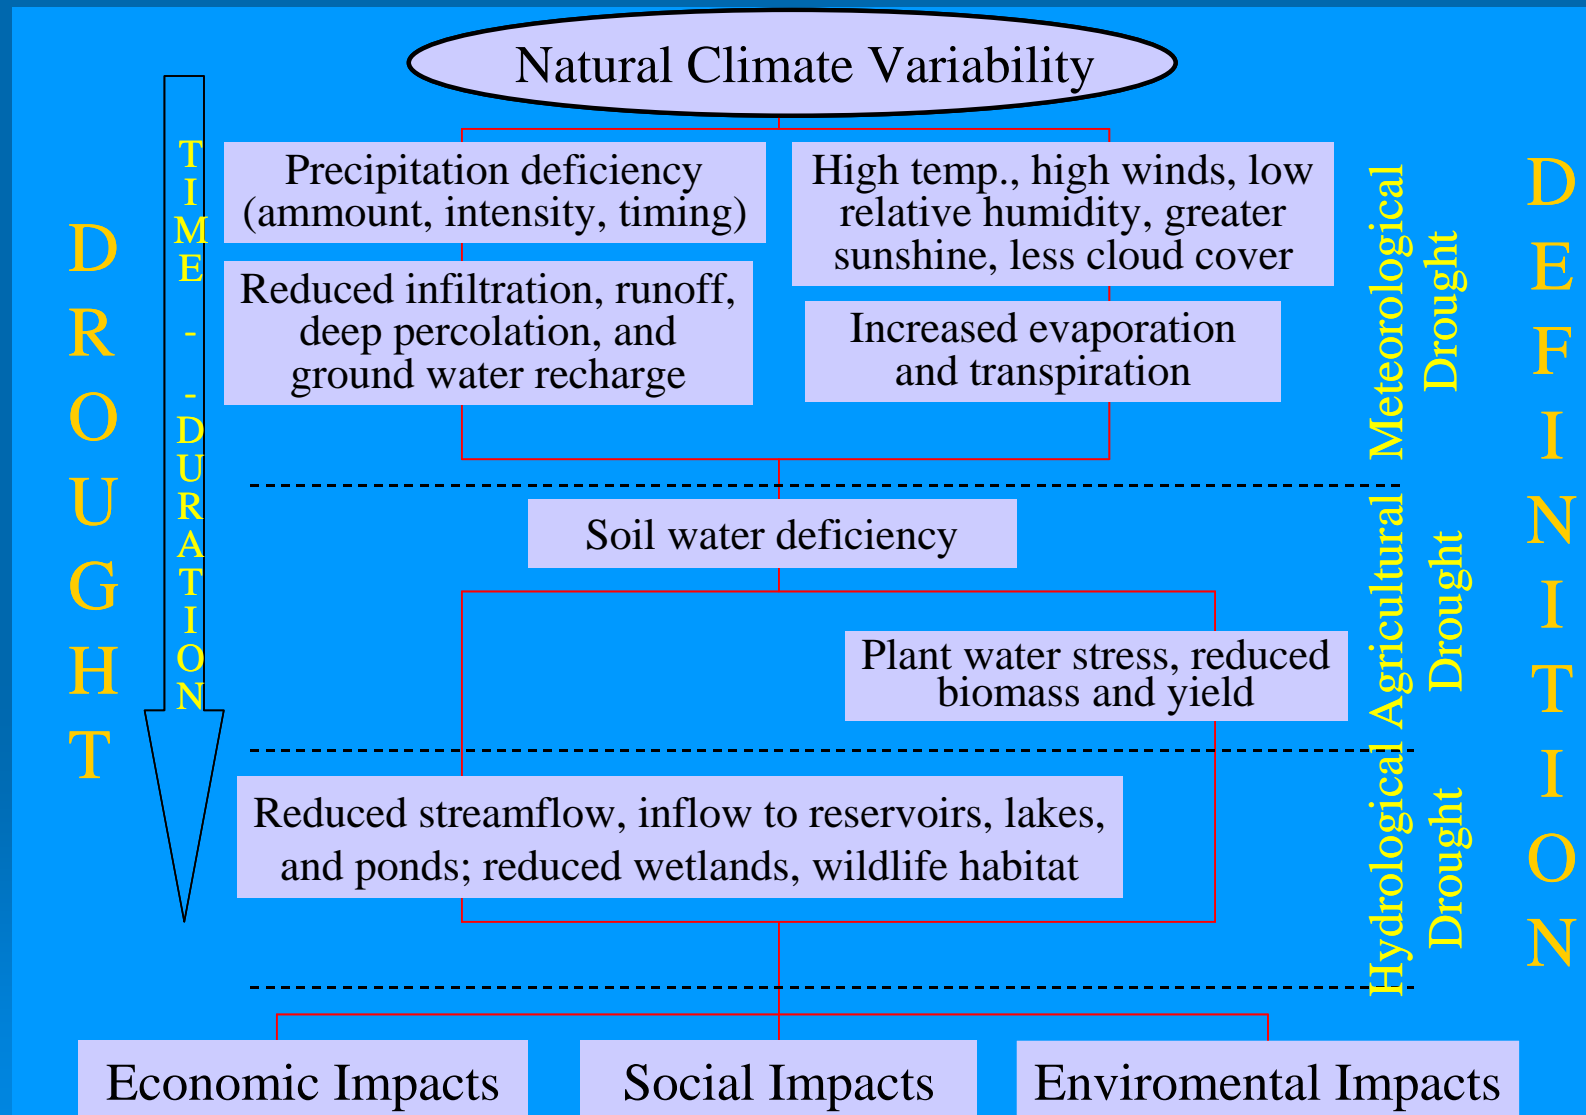 Natural Climate Variability
DROUGHT
TIME - -DURATION
Precipitation deficiency
(ammount, intensity, timing)
High temp., high winds, low
relative humidity, greater
sunshine, less cloud cover
Reduced infiltration, runoff,
deep percolation, and
ground water recharge
Increased evaporation
and transpiration
Meteorological
Drought
DEFINITION
Soil water deficiency
Plant water stress, reduced
biomass and yield
Agricultural
Drought
Reduced streamflow, inflow to reservoirs, lakes,
and ponds; reduced wetlands, wildlife habitat
Hydrological
Drought
Economic Impacts
Social Impacts
Enviromental Impacts